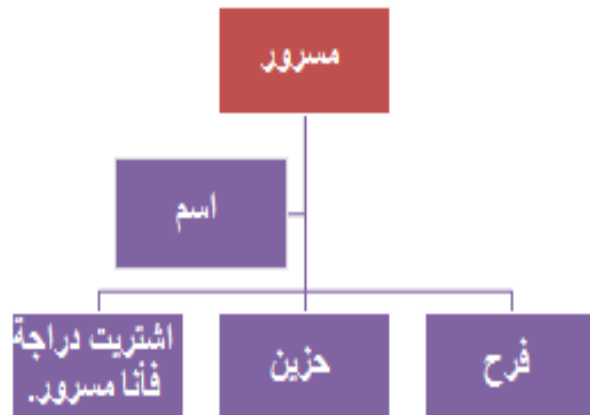 مسرور
اسم
فرح
حزين
اشتريت دراجة
فأنا مسرور.